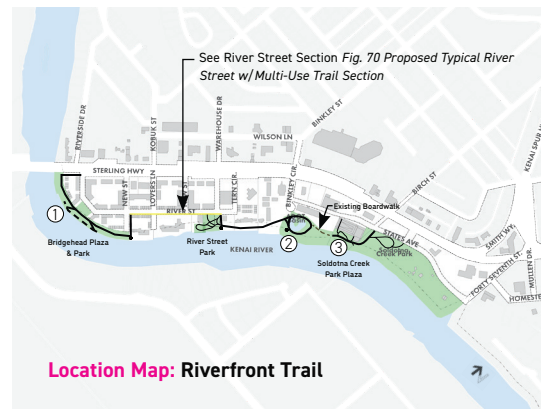 See River Street Section Fig. 70 Proposed Typical River
Street w/Multi-Use Trail Section
RIVERSIDE DR
KOBUK ST
WAREHOUSE DR
BINKLEY ST
WILSON LN
KENAI SPUR
STERLING HWY
NEW ST
LOVERS LN
TERN CIR.
BINKLEY CIR.
BIRCH ST
Existing Boardwalk
RIVER ST
1
Bridgehead Plaza
& Park
River Street
Park
KENAI RIVER
2
3
Soldotna Creek
Park Plaza
STATES AVE
Soldotna
Creek Park
SMITH WY.
FORTY SEVENTH ST.
MULLEN DR.
HOMESTE
Location Map: Riverfront Trail